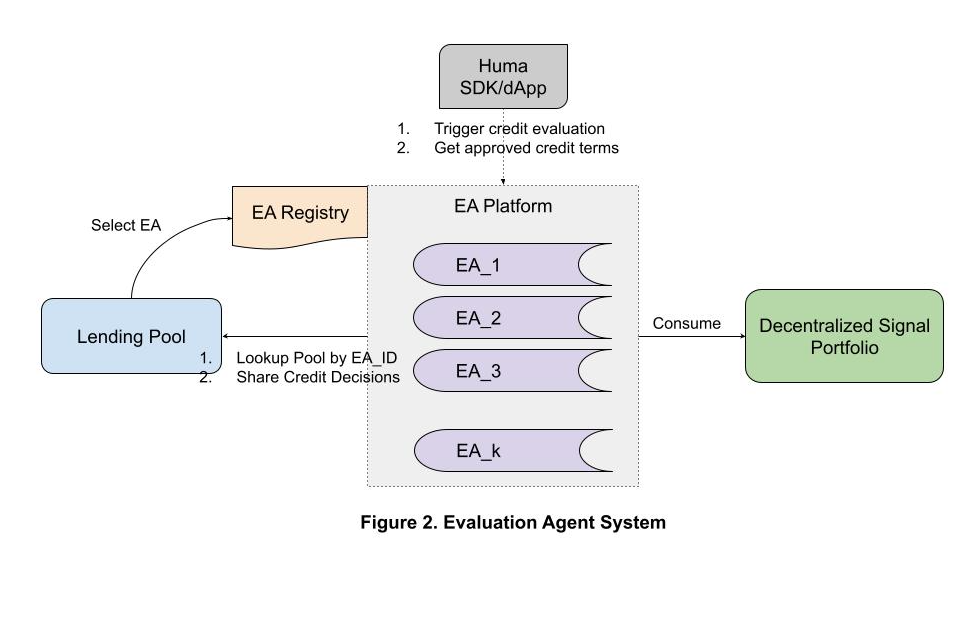 Huma
SDK/dApp
1. Trigger credit evaluation
2. Get approved credit terms
EA Platform
EA Registry
Select EA
EA_1
EA_2
EA_3
EA_k
Lending Pool
1. Lookup Pool by EA_ID
2. Share Credit Decisions
Consume
Decentralized Signal
Portfolio
Figure 2. Evaluation Agent System